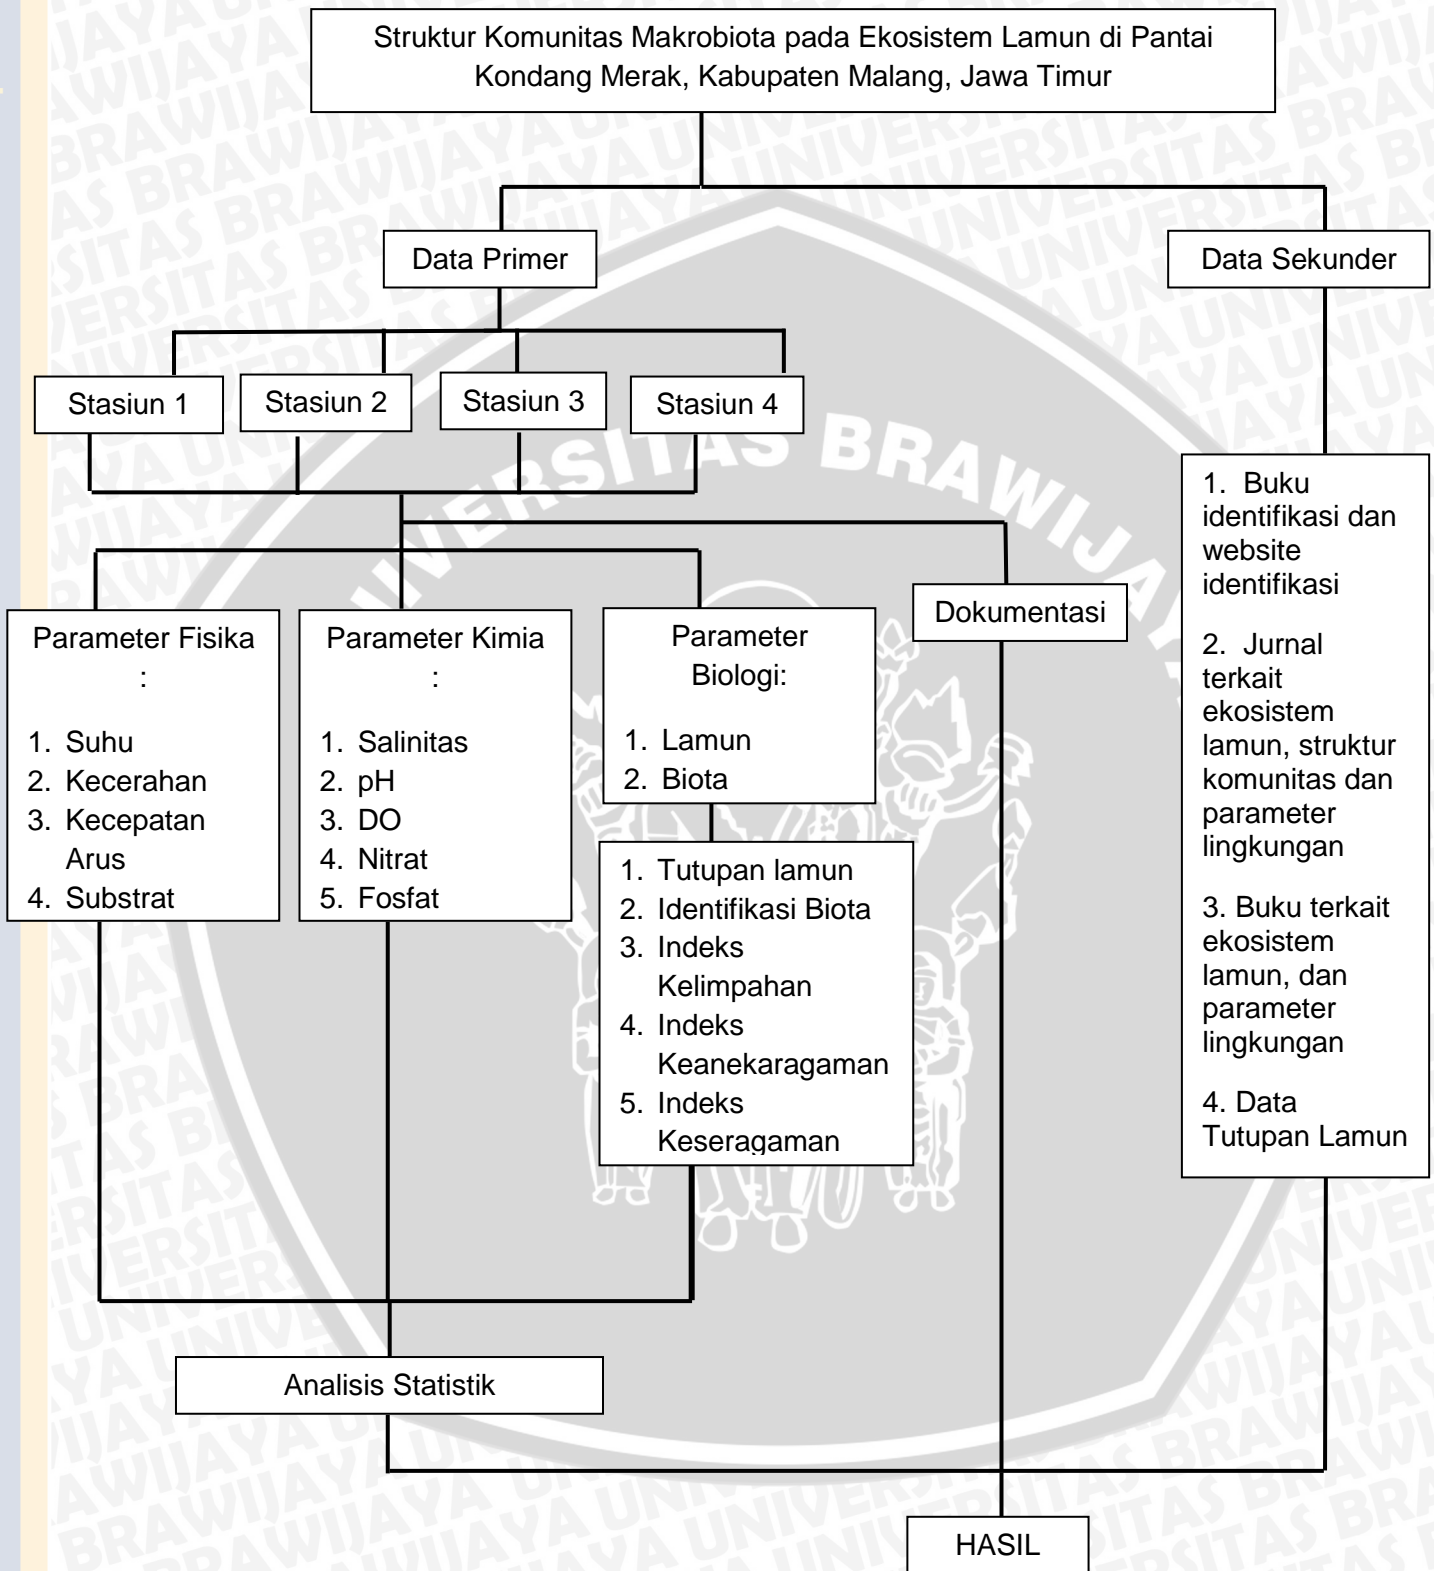 Struktur Komunitas Makrobiota pada Ekosistem Lamun di Pantai
Kondang Merak, Kabupaten Malang, Jawa Timur
Data Primer
Data Sekunder
Stasiun 1
Stasiun 2
Stasiun 3
Stasiun 4
Parameter Fisika
:
1. Suhu
2. Kecerahan
3. Kecepatan
Arus
4. Substrat
Parameter Kimia
:
1. Salinitas
2. pH
3. DO
4. Nitrat
5. Fosfat
Parameter
Biologi:
1. Lamun
2. Biota
Dokumentasi
1. Tutupan lamun
2. Identifikasi Biota
3. Indeks
Kelimpahan
4. Indeks
Keanekaragaman
5. Indeks
Keseragaman
1. Buku
identifikasi dan
website
identifikasi
2. Jurnal
terkait
ekosistem
lamun, struktur
komunitas dan
parameter
lingkungan
3. Buku terkait
ekosistem
lamun, dan
parameter
lingkungan
4. Data
Tutupan Lamun
Analisis Statistik
HASIL